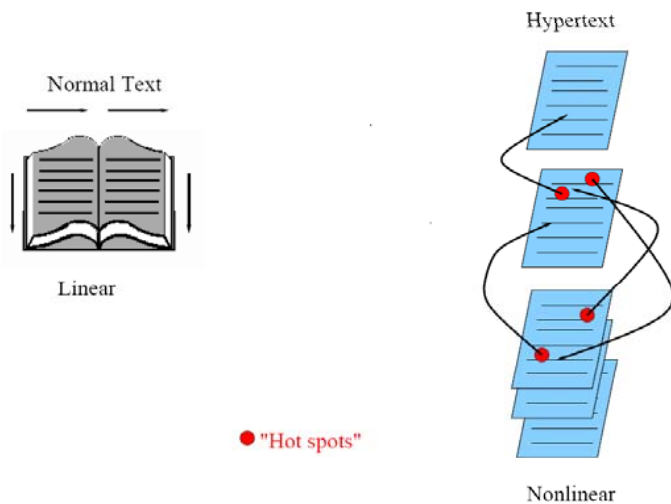 Hypertext
Normal Text
Linear
"Hot spots"
Nonlinear